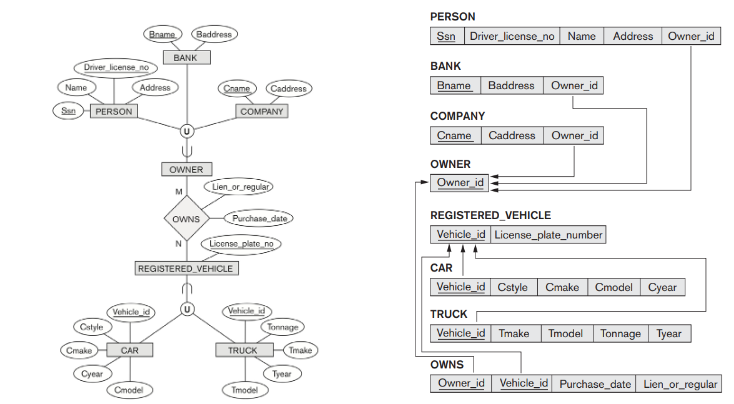 Bname
Baddress
BANK
Driver_license_no
Name
Address
Cname
Caddress
Ssn
PERSON
COMPANY
U
OWNER
M
Lien_or_regular
OWNS
Purchase_date
N
License_plate_no
REGISTERED_VEHICLE
U
Vehicle_id
Vehicle_id
Cstyle
Tonnage
Cmake
CAR
TRUCK
Tmake
Cyear
Tyear
Cmodel
Tmodel
PERSON
Ssn Driver_license_no Name Address Owner_id
BANK
Bname Baddress Owner_id
COMPANY
Cname Caddress Owner_id
OWNER
Owner_id
REGISTERED_VEHICLE
Vehicle_id License_plate_number
CAR
Vehicle_id Cstyle Cmake Cmodel Cyear
TRUCK
Vehicle_id Tmake Tmodel Tonnage Tyear
OWNS
Owner_id Vehicle_id Purchase_date Lien_or_regular